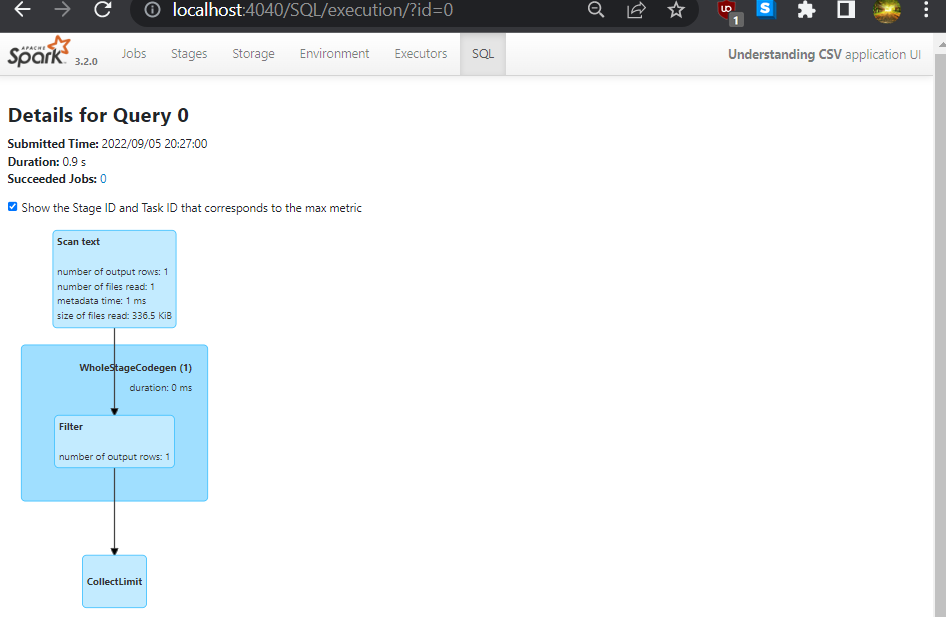 localhost:4040/SQL/execution/?id=0
1
S
APACHE
Spark 3.2.0 Jobs Stages Storage Environment Executors SQL Understanding CSV application UI
Details for Query 0
Submitted Time: 2022/09/05 20:27:00
Duration: 0.9 s
Succeeded Jobs: 0
Show the Stage ID and Task ID that corresponds to the max metric
Scan text
number of output rows: 1
number of files read: 1
metadata time: 1 ms
size of files read: 336.5 KiB
WholeStageCodegen (1)
duration: 0 ms
Filter
number of output rows: 1
CollectLimit